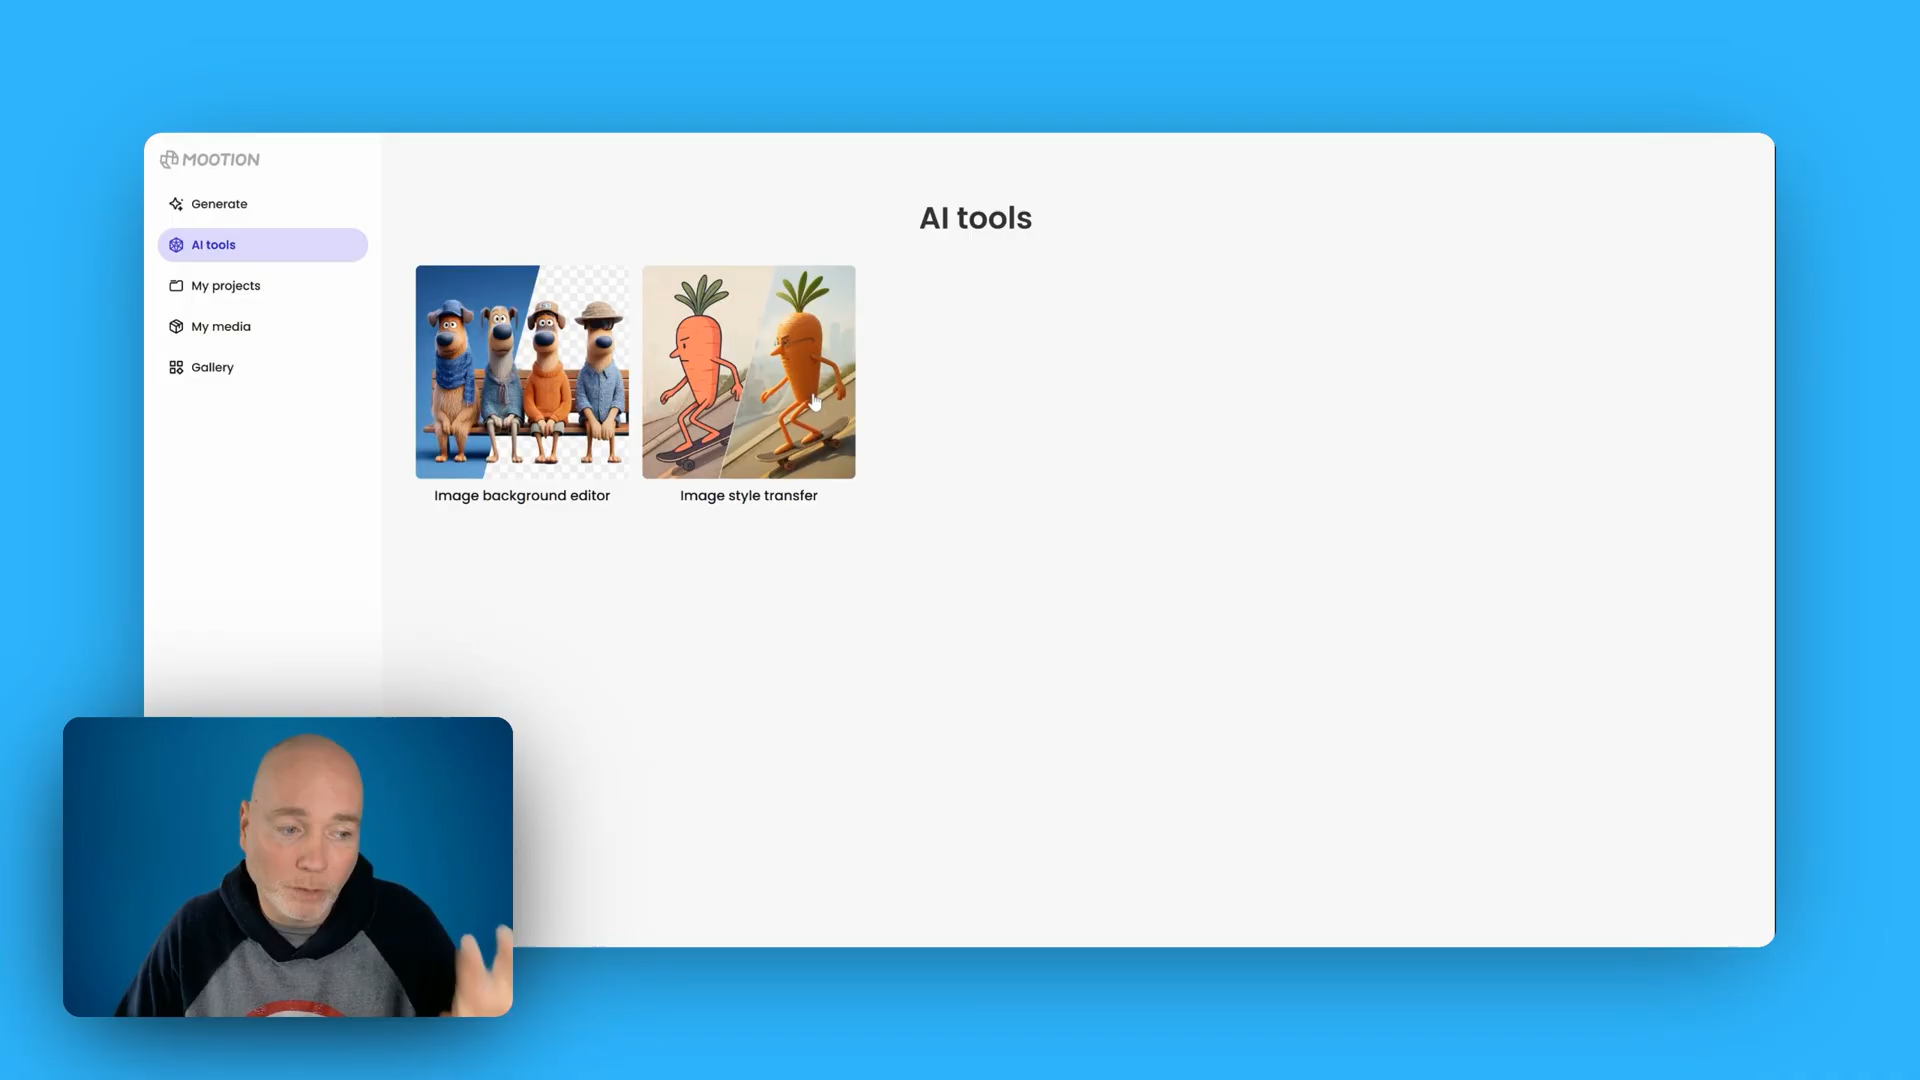 MOOTION
Generate
AI tools
My projects
My media
Gallery
AI tools
Image background editor
Image style transfer